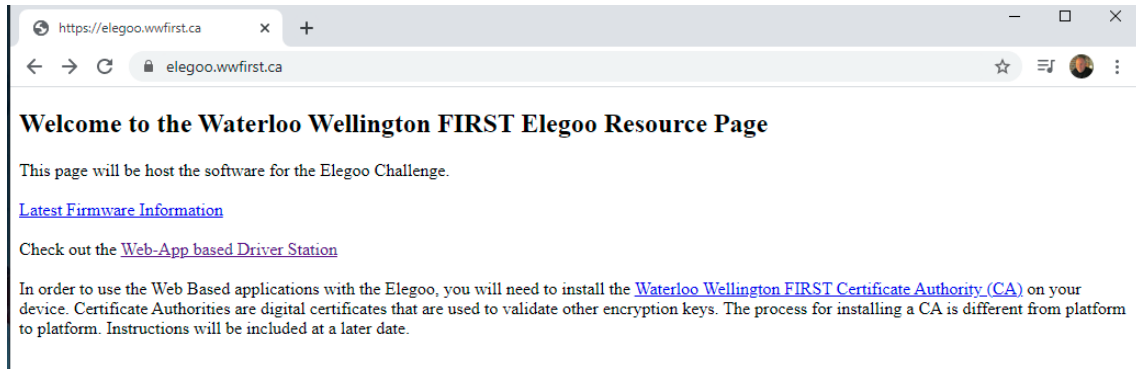 https://elegoo.wwfirst.ca
elegoo.wwfirst.ca
Welcome to the Waterloo Wellington FIRST Elegoo Resource Page
This page will be host the software for the Elegoo Challenge.
Latest Firmware Information
Check out the Web-App based Driver Station
In order to use the Web Based applications with the Elegoo, you will need to install the Waterloo Wellington FIRST Certificate Authority (CA) on your
device. Certificate Authorities are digital certificates that are used to validate other encryption keys. The process for installing a CA is different from platform
to platform. Instructions will be included at a later date.